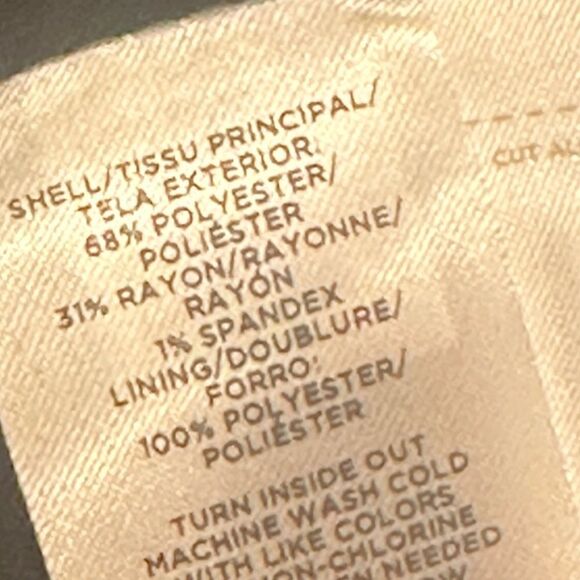 SHELL/TISSU PRINCIPAL/
TELA EXTERIOR:
68% POLYESTER/
POLIÉSTER
31% RAYON/RAYONNE/
RAYÓN
1% SPANDEX
LINING/DOUBLURE/
FORRO:
100% POLYESTER/
POLIÉSTER
TURN INSIDE OUT
MACHINE WASH COLD
WITH LIKE COLORS
NON-CHLORINE
NEEDED
CUT